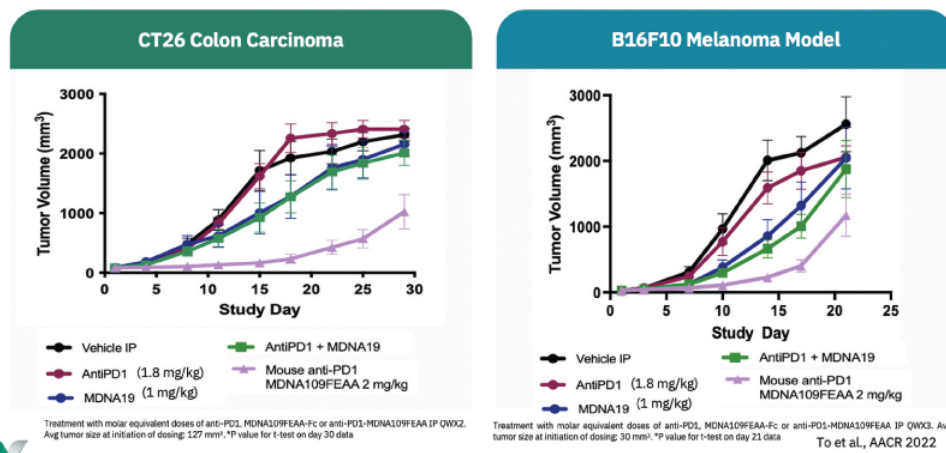 CT26 Colon Carcinoma
3000
2000
1000
0
Tumor Volume (mm³)
0 5 10 15 20 25 30
Study Day
Vehicle IP
AntiPD1 (1.8 mg/kg)
MDNA19 (1 mg/kg)
AntiPD1 + MDNA19
Mouse anti-PD1
MDNA109FEAA 2 mg/kg
Treatment with molar equivalent doses of anti-PD1, MDNA109FEAA-Fc or anti-PD1-MDNA109FEAA IP QWX2.
Avg tumor size at initiation of dosing: 127 mm³. *P value for t-test on day 30 data
B16F10 Melanoma Model
3000
2000
1000
0
Tumor Volume (mm³)
0 5 10 15 20 25
Study Day
Vehicle IP
AntiPD1 (1.8 mg/kg)
MDNA19 (1 mg/kg)
AntiPD1 + MDNA19
Mouse anti-PD1
MDNA109FEAA 2 mg/kg
Treatment with molar equivalent doses of anti-PD1, MDNA109FEAA-Fc or anti-PD1-MDNA109FEAA IP QWX3. Av
tumor size at initiation of dosing: 30 mm³. *P value for t-test on day 21 data
To et al., AACR 2022